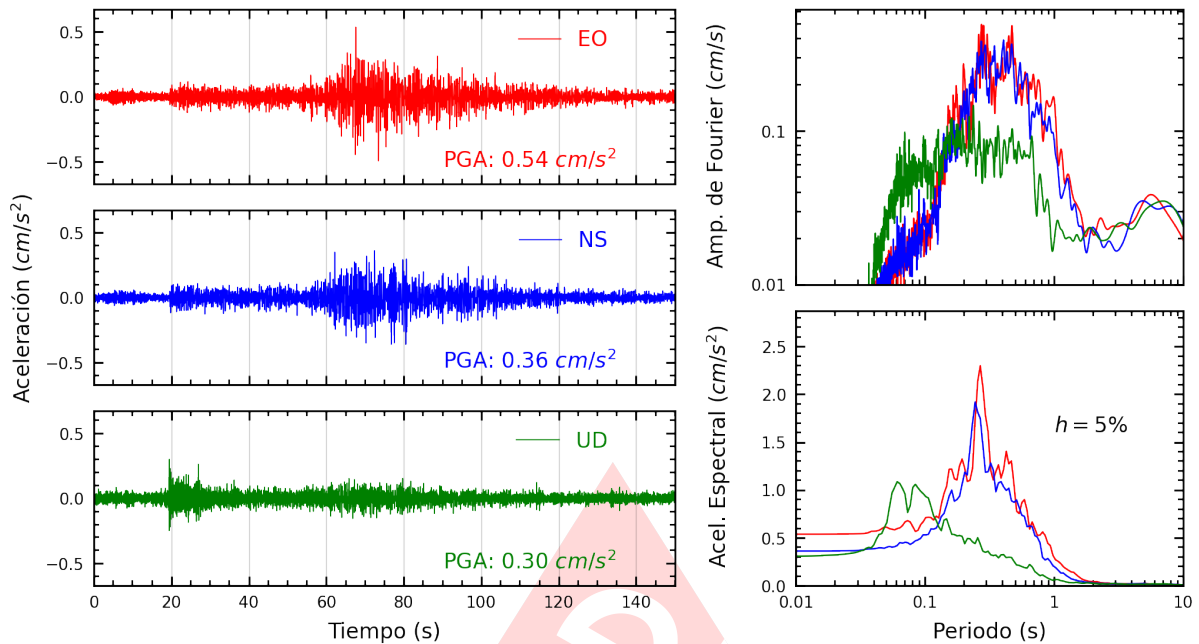 Aceleración (cm/s²)
0.5
0.0
−0.5
EO
PGA: 0.54 cm/s²
0.5
0.0
−0.5
NS
PGA: 0.36 cm/s²
0.5
0.0
−0.5
UD
PGA: 0.30 cm/s²
0 20 40 60 80 100 120 140
Tiempo (s)
Amp. de Fourier (cm/s)
0.1
0.01
Acel. Espectral (cm/s²)
2.5
2.0
1.5
1.0
0.5
0.0
h = 5%
0.01 0.1 1 10
Periodo (s)